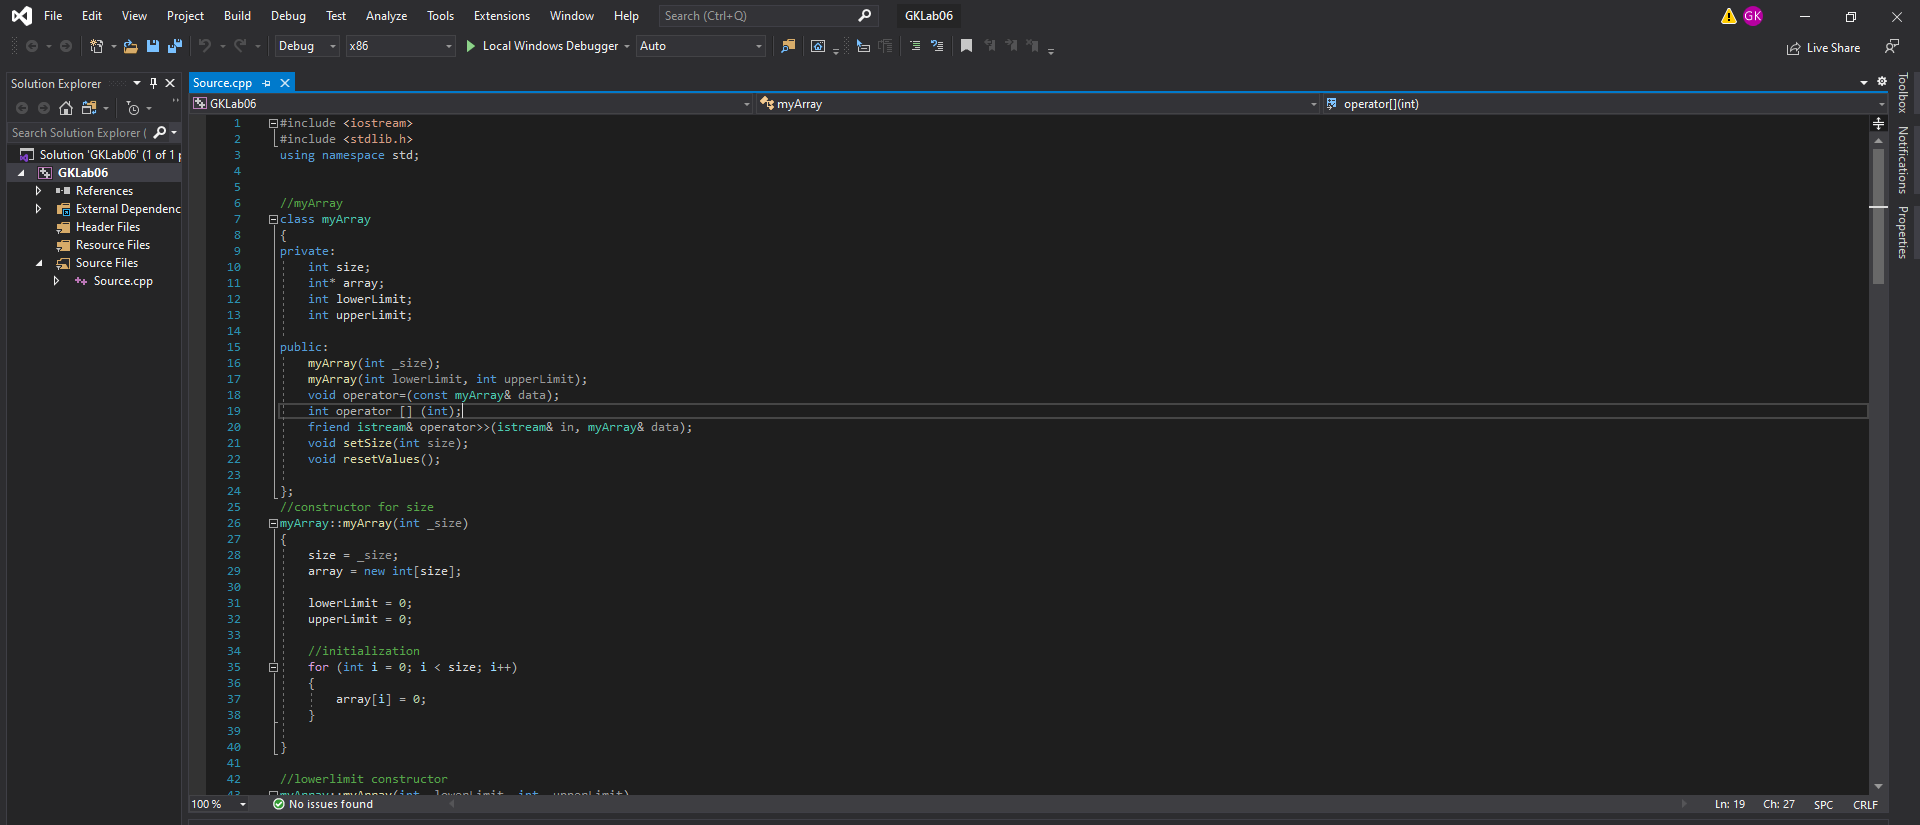 File Edit View Project Build Debug Test Analyze Tools Extensions Window Help Search (Ctrl+Q) GKLab06 GK
Debug x86 Local Windows Debugger Auto Live Share
Solution Explorer
Search Solution Explorer (
Solution 'GKLab06' (1 of 1 p
GKLab06
References
External Dependenc
Header Files
Resource Files
Source Files
Source.cpp
Source.cpp
GKLab06 myArray operator[](int)
1 #include <iostream>
2 #include <stdlib.h>
3 using namespace std;
4
5
6 //myArray
7 class myArray
8 {
9 private:
10 int size;
11 int* array;
12 int lowerLimit;
13 int upperLimit;
14
15 public:
16 myArray(int _size);
17 myArray(int lowerLimit, int upperLimit);
18 void operator=(const myArray& data);
19 int operator [] (int);
20 friend istream& operator>>(istream& in, myArray& data);
21 void setSize(int size);
22 void resetValues();
23
24 };
25 //constructor for size
26 myArray::myArray(int _size)
27 {
28 size = _size;
29 array = new int[size];
30
31 lowerLimit = 0;
32 upperLimit = 0;
33
34 //initialization
35 for (int i = 0; i < size; i++)
36 {
37 array[i] = 0;
38 }
39
40 }
41
42 //lowerlimit constructor
43 myArray::myArray(int _lowerLimit, int _upperLimit)
100 % No issues found Ln: 19 Ch: 27 SPC CRLF
Toolbox
Notifications
Properties